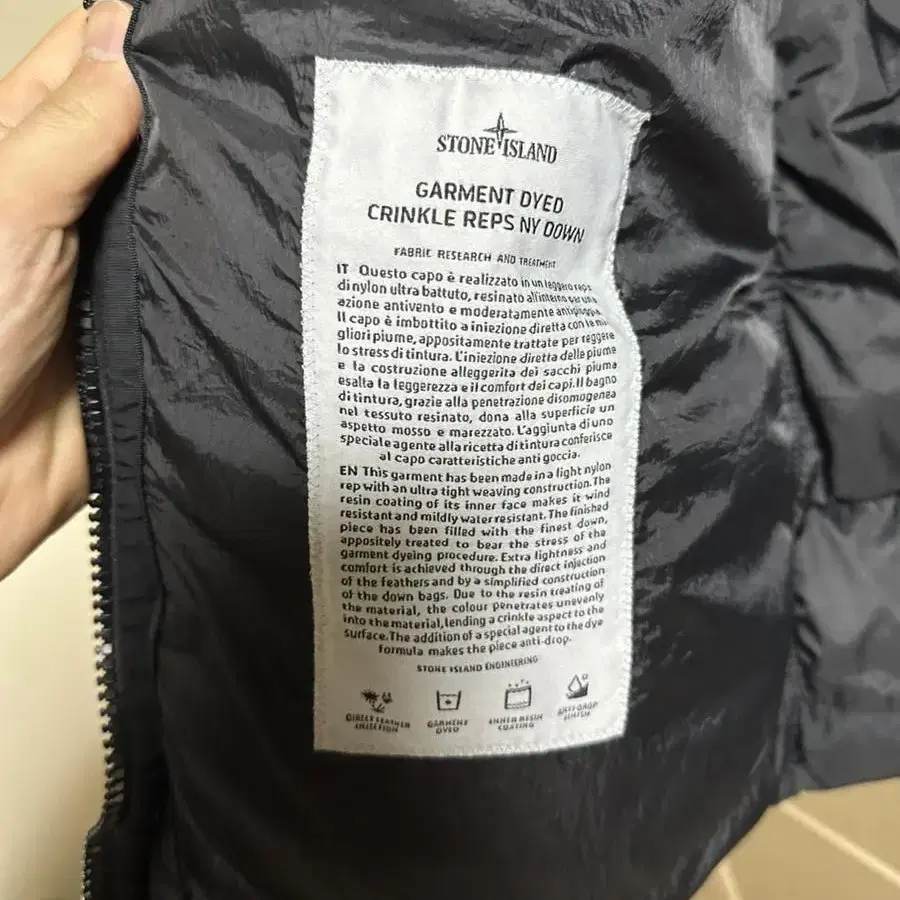 STONE ISLAND
GARMENT DYED
CRINKLE REPS NY DOWN
FABRIC RESEARCH AND TREATMENT
IT Questo capo è realizzato in un leggero reps
di nylon ultra battuto, resinato all'interno per una
azione antivento e moderatamente antipioggia.
Il capo è imbottito a iniezione diretta con le mi-
gliori piume, appositamente trattate per reggere
lo stress di tintura. L'iniezione diretta delle piume
e la costruzione alleggerita dei sacchi piuma
esalta la leggerezza e il comfort dei capi. Il bagno
di tintura, grazie alla penetrazione disomogenea
nel tessuto resinato, dona alla superficie un
aspetto mosso e marezzato. L'aggiunta di uno
speciale agente alla ricetta di tintura conferisce
al capo caratteristiche anti goccia.
EN This garment has been made in a light nylon
rep with an ultra tight weaving construction. The
resin coating of its inner face makes it wind
resistant and mildly water resistant. The finished
piece has been filled with the finest down,
appositely treated to bear the stress of the
garment dyeing procedure. Extra lightness and
comfort is achieved through the direct injection
of the feathers and by a simplified construction
of the down bags. Due to the resin treating of
the material, the colour penetrates unevenly
into the material, lending a crinkle aspect to the
surface. The addition of a special agent to the dye
formula makes the piece anti-drop.
STONE ISLAND ENGINEERING
DIRECT FEATHER
INJECTION
GARMENT
DYED
INNER RESIN
COATING
ANTI DROP